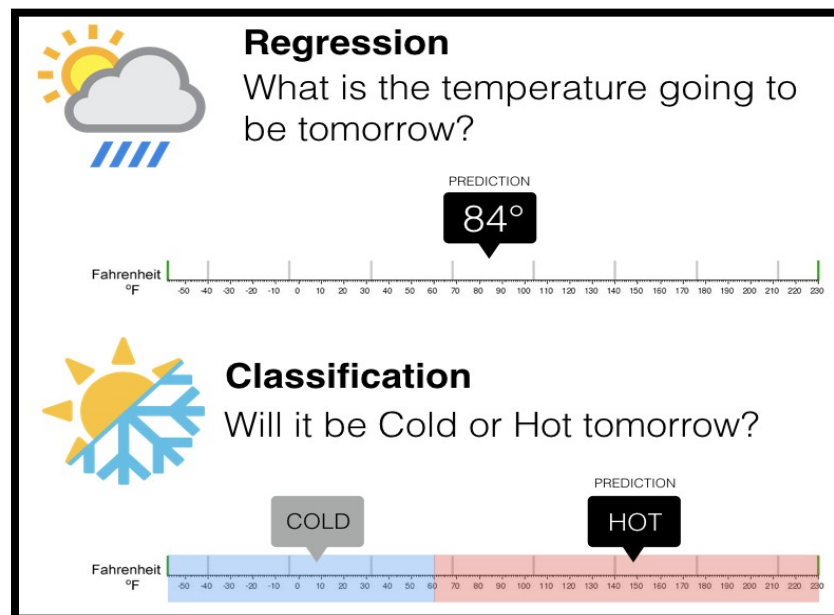 Regression
What is the temperature going to
be tomorrow?
PREDICTION
84°
Fahrenheit
°F
-50 -40 -30 -20 -10 0 10 20 30 40 50 60 70 80 90 100 110 120 130 140 150 160 170 180 190 200 210 220 230
Classification
Will it be Cold or Hot tomorrow?
PREDICTION
COLD HOT
Fahrenheit
°F
-50 -40 -30 -20 -10 0 10 20 30 40 50 60 70 80 90 100 110 120 130 140 150 160 170 180 190 200 210 220 230